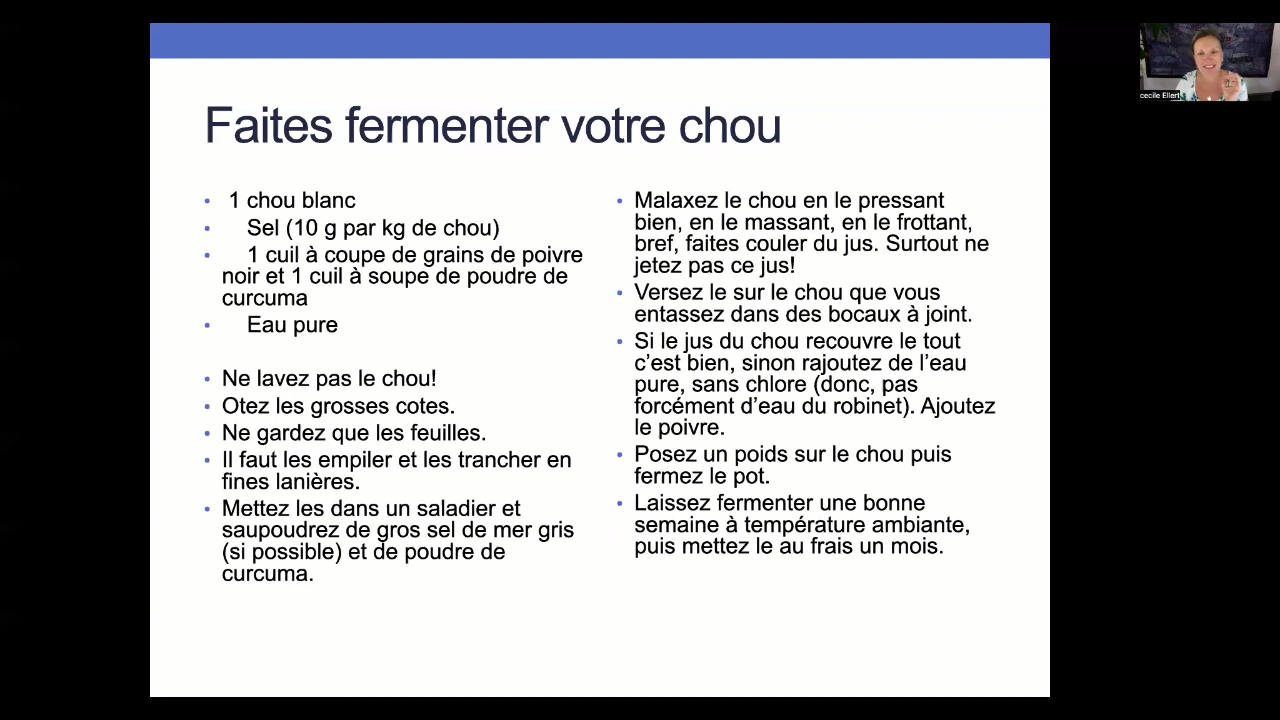 Faites fermenter votre chou
• 1 chou blanc
• Sel (10 g par kg de chou)
• 1 cuil à coupe de grains de poivre
noir et 1 cuil à soupe de poudre de
curcuma
• Eau pure
• Ne lavez pas le chou!
• Otez les grosses cotes.
• Ne gardez que les feuilles.
• Il faut les empiler et les trancher en
fines lanières.
• Mettez les dans un saladier et
saupoudrez de gros sel de mer gris
(si possible) et de poudre de
curcuma.
• Malaxez le chou en le pressant
bien, en le massant, en le frottant,
bref, faites couler du jus. Surtout ne
jetez pas ce jus!
• Versez le sur le chou que vous
entassez dans des bocaux à joint.
• Si le jus du chou recouvre le tout
c’est bien, sinon rajoutez de l’eau
pure, sans chlore (donc, pas
forcément d’eau du robinet). Ajoutez
le poivre.
• Posez un poids sur le chou puis
fermez le pot.
• Laissez fermenter une bonne
semaine à température ambiante,
puis mettez le au frais un mois.
cecile Ellert